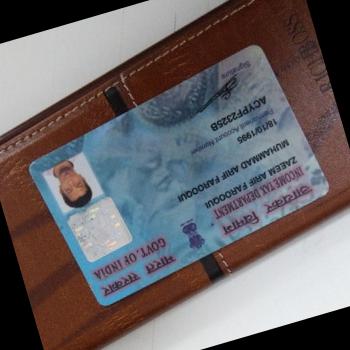 आयकर विभाग
INCOME TAX DEPARTMENT
भारत सरकार
GOVT. OF INDIA
ZAEEM ARIF FAROOQUI
MUHAMMAD ARIF FAROOQUI
18/10/1995
Permanent Account Number
ACYPF2325B
Signature